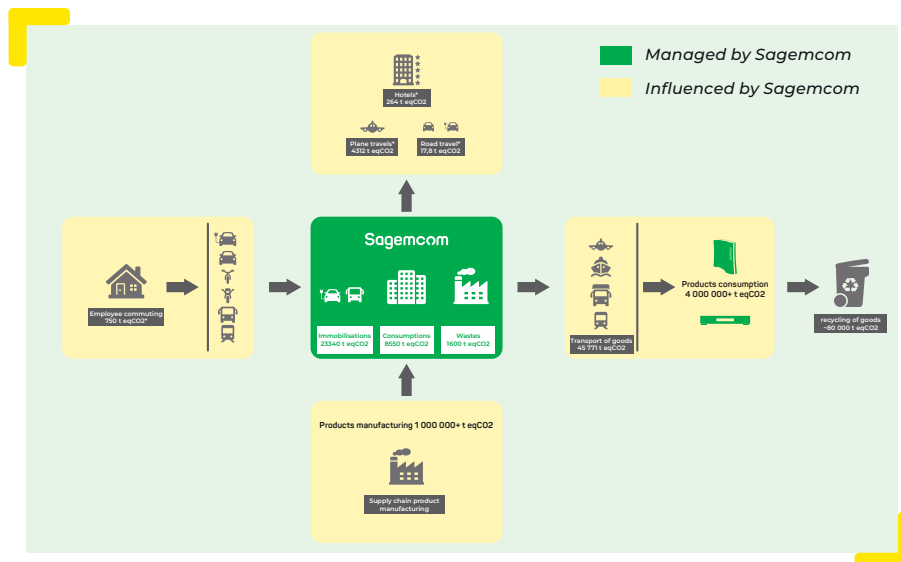 Managed by Sagemcom
Influenced by Sagemcom
Hotels*
264 t eqCO2
Plane travels*
4312 t eqCO2
Road travel*
17,8 t eqCO2
Employee commuting
750 t eqCO2*
Sagemcom
Immobilisations
23340 t eqCO2
Consumptions
8550 t eqCO2
Wastes
1600 t eqCO2
Transport of goods
45 771 t eqCO2
Products consumption
4 000 000+ t eqCO2
recycling of goods
~80 000 t eqCO2
Products manufacturing 1 000 000+ t eqCO2
Supply chain product
manufacturing